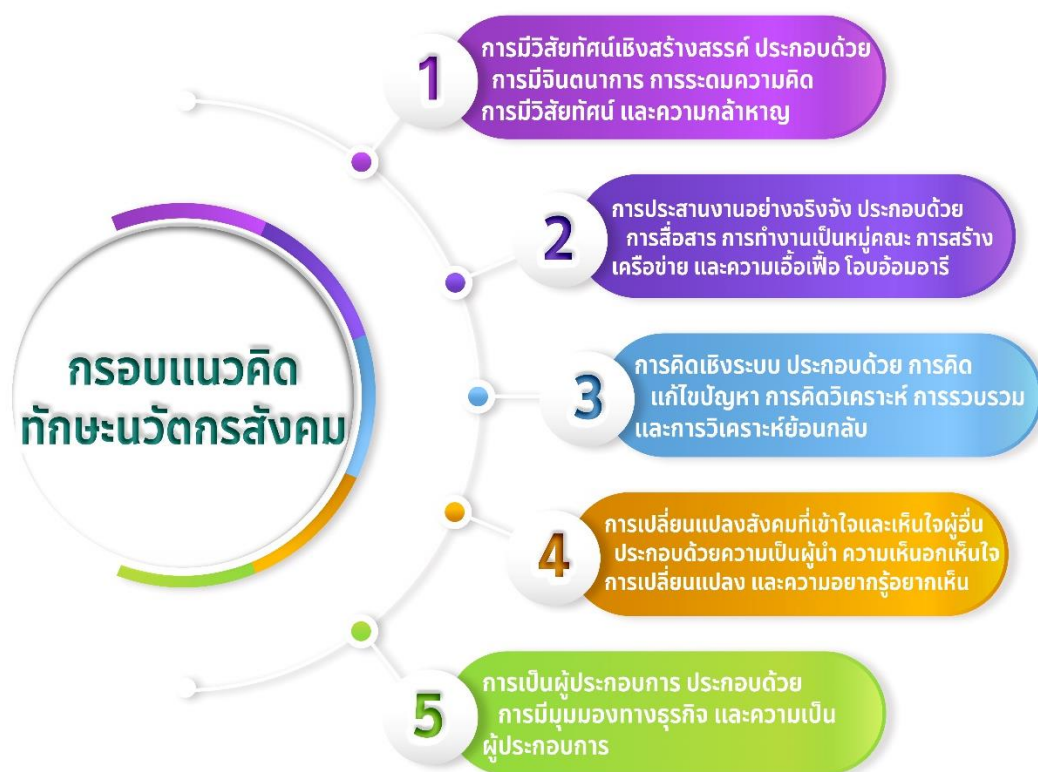 กรอบแนวคิด
ทักษะนวัตกรสังคม
1
การมีวิสัยทัศน์เชิงสร้างสรรค์ ประกอบด้วย
การมีจินตนาการ การระดมความคิด
การมีวิสัยทัศน์ และความกล้าหาญ
2
การประสานงานอย่างจริงจัง ประกอบด้วย
การสื่อสาร การทำงานเป็นหมู่คณะ การสร้าง
เครือข่าย และความเอื้อเฟื้อ โอบอ้อมอารี
3
การคิดเชิงระบบ ประกอบด้วย การคิด
แก้ไขปัญหา การคิดวิเคราะห์ การรวบรวม
และการวิเคราะห์ย้อนกลับ
4
การเปลี่ยนแปลงสังคมที่เข้าใจและเห็นใจผู้อื่น
ประกอบด้วยความเป็นผู้นำ ความเห็นอกเห็นใจ
การเปลี่ยนแปลง และความอยากรู้อยากเห็น
5
การเป็นผู้ประกอบการ ประกอบด้วย
การมีมุมมองทางธุรกิจ และความเป็น
ผู้ประกอบการ